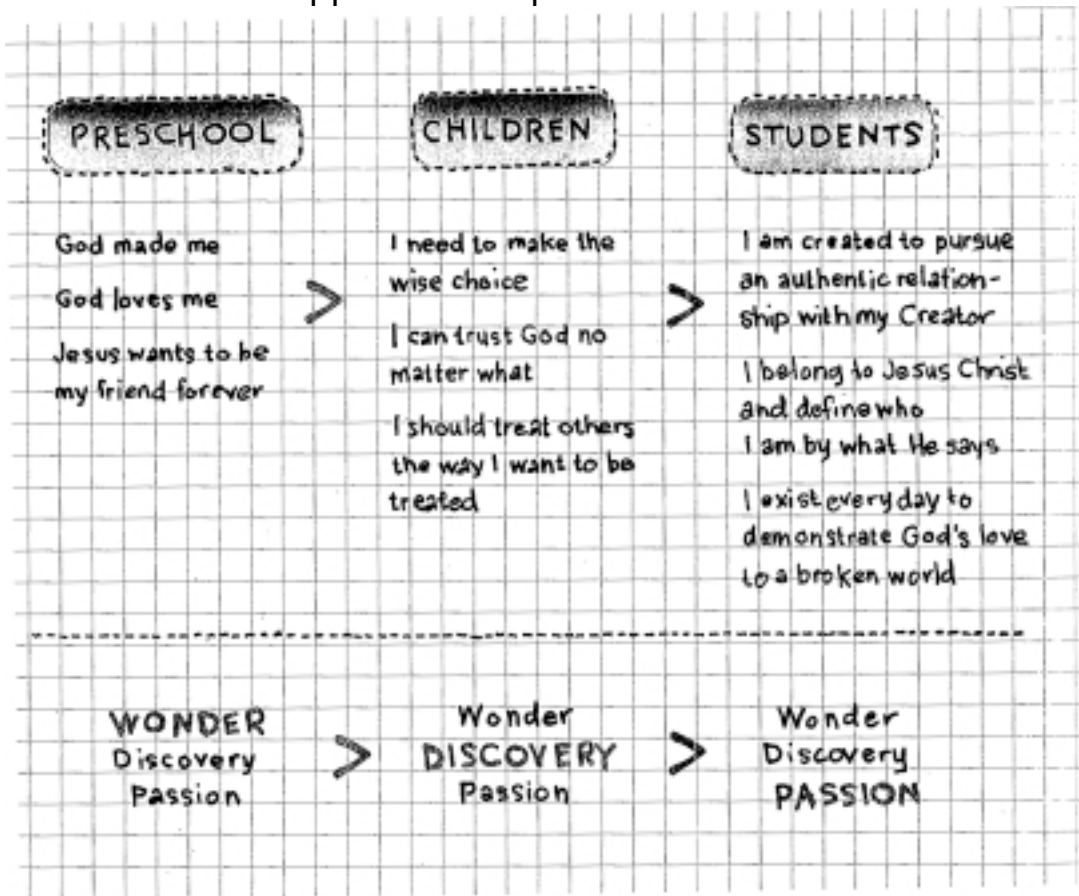 PRESCHOOL
God made me
God loves me
Jesus wants to be
my friend forever
>
CHILDREN
I need to make the
wise choice
I can trust God no
matter what
I should treat others
the way I want to be
treated
>
STUDENTS
I am created to pursue
an authentic relation-
ship with my Creator
I belong to Jesus Christ
and define who
I am by what He says
I exist every day to
demonstrate God's love
to a broken world
WONDER
Discovery
Passion
>
Wonder
DISCOVERY
Passion
>
Wonder
Discovery
PASSION